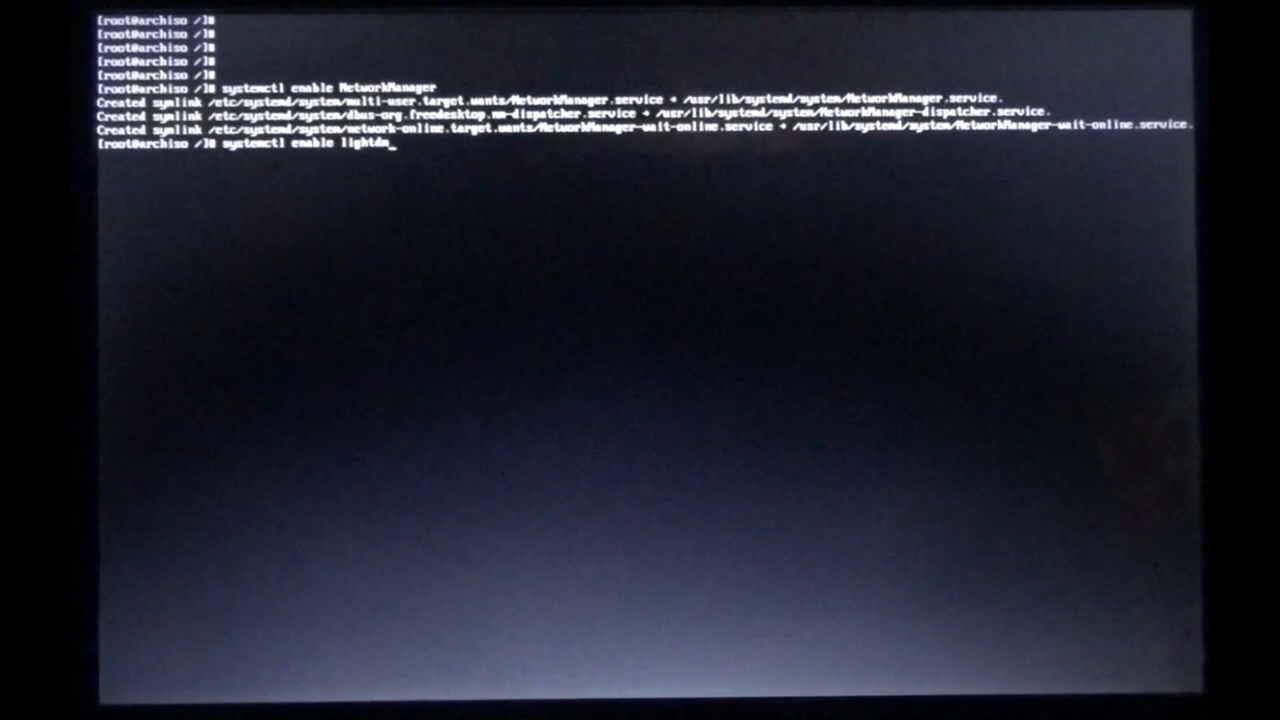 [root@archiso /]#
[root@archiso /]#
[root@archiso /]#
[root@archiso /]#
[root@archiso /]#
[root@archiso /]# systemctl enable NetworkManager
Created symlink /etc/systemd/system/multi-user.target.wants/NetworkManager.service → /usr/lib/systemd/system/NetworkManager.service.
Created symlink /etc/systemd/system/dbus-org.freedesktop.nm-dispatcher.service → /usr/lib/systemd/system/NetworkManager-dispatcher.service.
Created symlink /etc/systemd/system/network-online.target.wants/NetworkManager-wait-online.service → /usr/lib/systemd/system/NetworkManager-wait-online.service.
[root@archiso /]# systemctl enable lightdm_